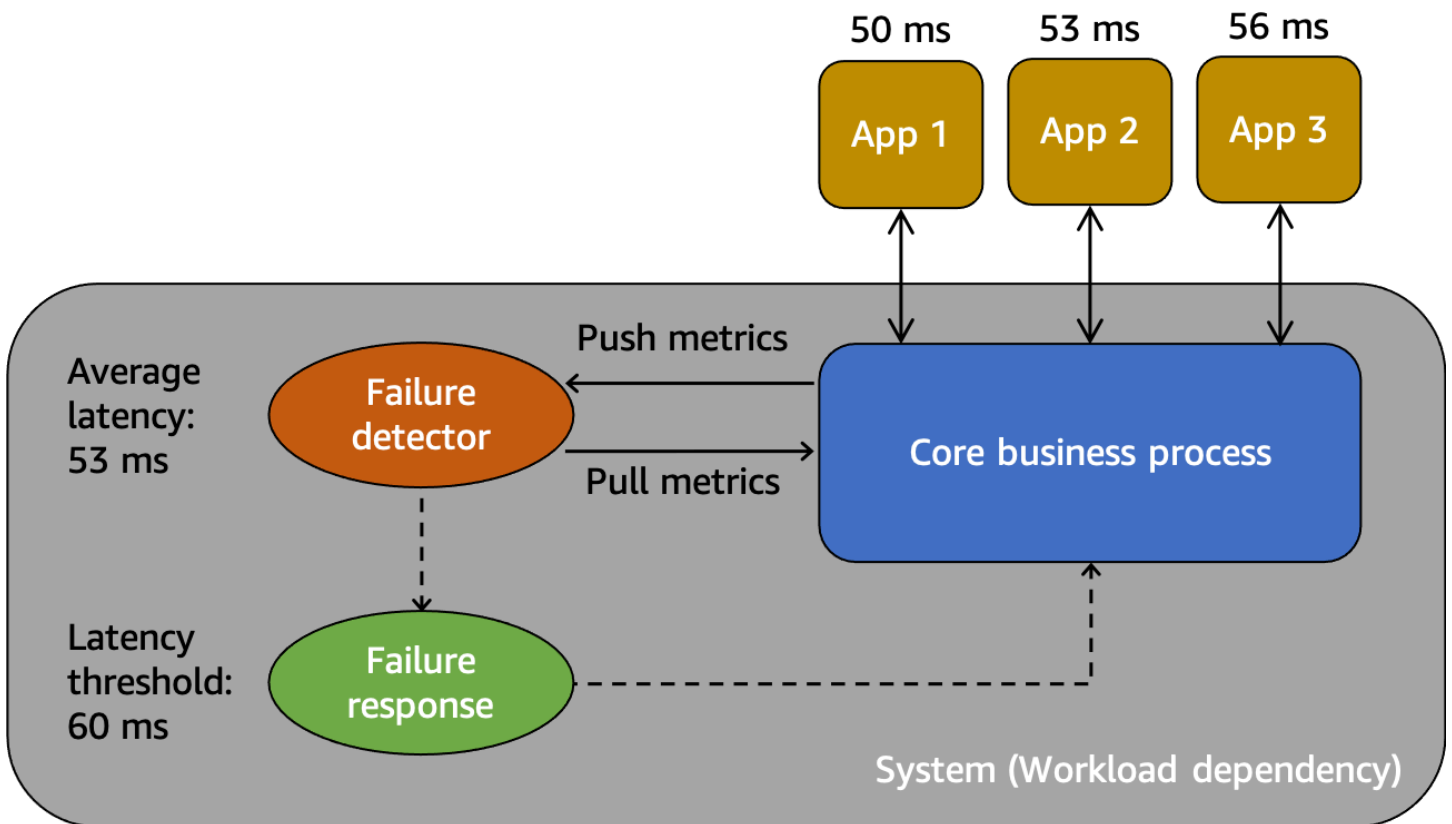 50 ms
53 ms
56 ms
App 1
App 2
App 3
Push metrics
Average
latency:
53 ms
Failure
detector
Core business process
Pull metrics
Latency
threshold:
60 ms
Failure
response
System (Workload dependency)